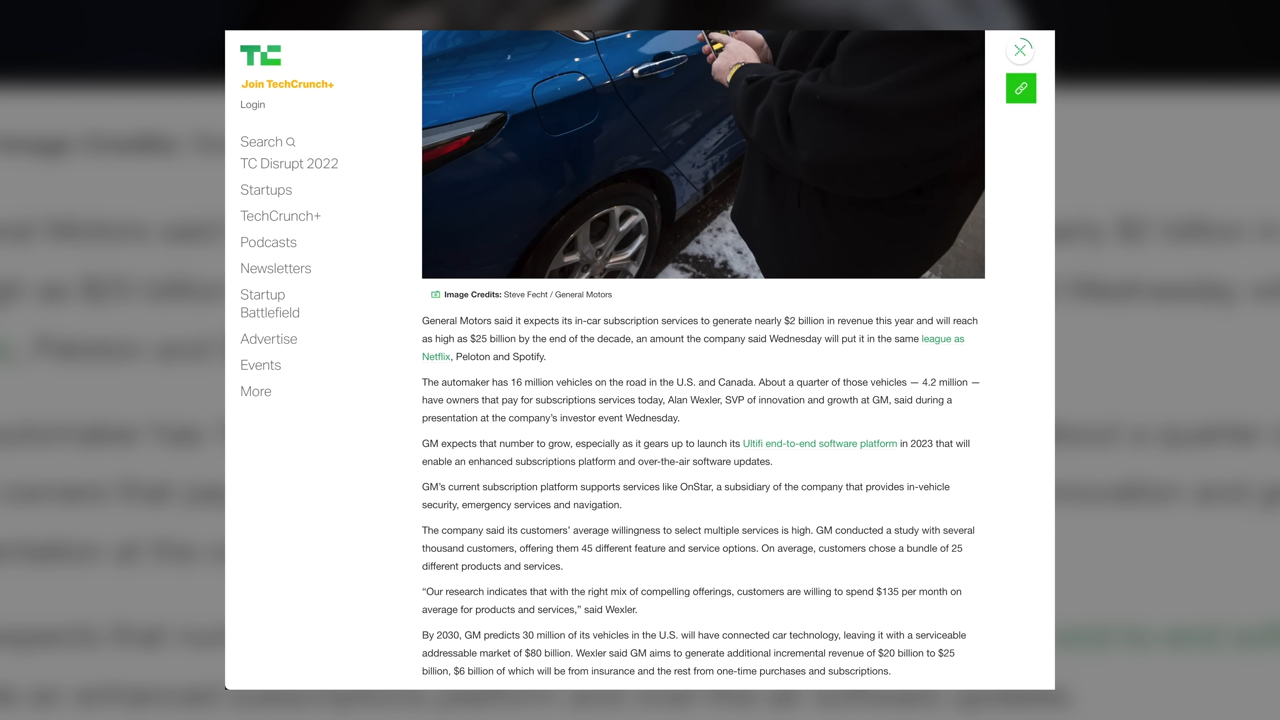 TC
Join TechCrunch+
Login
Search
TC Disrupt 2022
Startups
TechCrunch+
Podcasts
Newsletters
Startup
Battlefield
Advertise
Events
More
Image Credits: Steve Fecht / General Motors
General Motors said it expects its in-car subscription services to generate nearly $2 billion in revenue this year and will reach
as high as $25 billion by the end of the decade, an amount the company said Wednesday will put it in the same league as
Netflix, Peloton and Spotify.
The automaker has 16 million vehicles on the road in the U.S. and Canada. About a quarter of those vehicles — 4.2 million —
have owners that pay for subscriptions services today, Alan Wexler, SVP of innovation and growth at GM, said during a
presentation at the company's investor event Wednesday.
GM expects that number to grow, especially as it gears up to launch its Ultifi end-to-end software platform in 2023 that will
enable an enhanced subscriptions platform and over-the-air software updates.
GM's current subscription platform supports services like OnStar, a subsidiary of the company that provides in-vehicle
security, emergency services and navigation.
The company said its customers' average willingness to select multiple services is high. GM conducted a study with several
thousand customers, offering them 45 different feature and service options. On average, customers chose a bundle of 25
different products and services.
“Our research indicates that with the right mix of compelling offerings, customers are willing to spend $135 per month on
average for products and services,” said Wexler.
By 2030, GM predicts 30 million of its vehicles in the U.S. will have connected car technology, leaving it with a serviceable
addressable market of $80 billion. Wexler said GM aims to generate additional incremental revenue of $20 billion to $25
billion, $6 billion of which will be from insurance and the rest from one-time purchases and subscriptions.